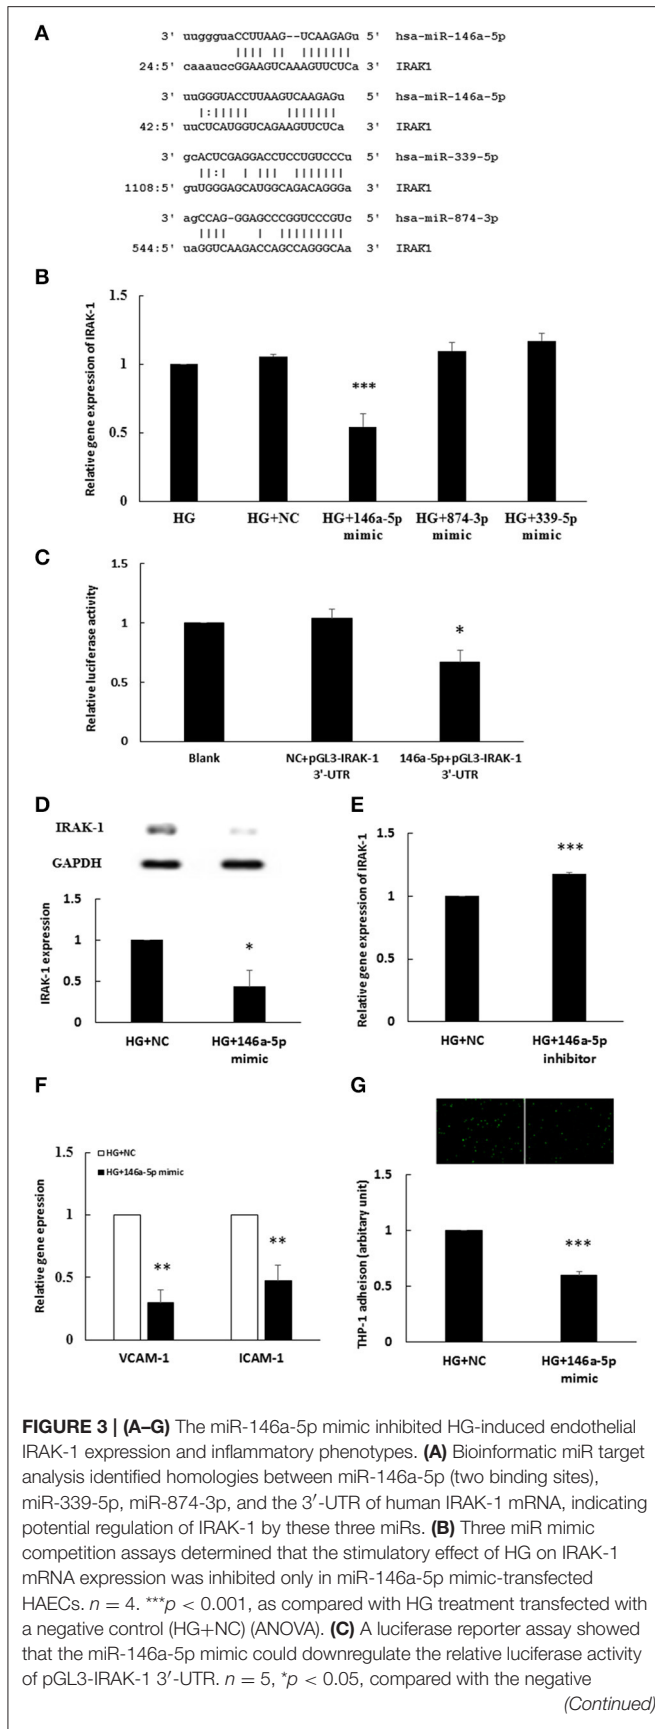 A
3' uuggguaCCUUAAG--UCAAGAGu 5' hsa-miR-146a-5p
|||| || |||||||
24:5' caaauccGGAAGUCAAAGUUCUCa 3' IRAK1
3' uuGGGUACCUUAAGUCAAGAGu 5' hsa-miR-146a-5p
|:||||| |||||||
42:5' uuCUCAUGGUCAGAAGUUCUCa 3' IRAK1
3' gcACUCGAGGACCUCCUGUCCCu 5' hsa-miR-339-5p
||:| | ||| |||||||
1108:5' guUGGGAGCAUGGCAGACAGGGa 3' IRAK1
3' agCCAG-GGAGCCCGGUCCCGUc 5' hsa-miR-874-3p
|||| | |||||||||
544:5' uaGGUCAAGACCAGCCAGGGCAa 3' IRAK1
B
Relative gene expression of IRAK-1
1.5
1
0.5
0
***
HG HG+NC HG+146a-5p HG+874-3p HG+339-5p
mimic mimic mimic
C
Relative luciferase activity
1.5
1
0.5
0
*
Blank NC+pGL3-IRAK-1 146a-5p+pGL3-IRAK-1
3'-UTR 3'-UTR
D
IRAK-1
GAPDH
IRAK-1 expression
1.5
1
0.5
0
*
HG+NC HG+146a-5p
mimic
E
Relative gene expression of IRAK-1
1.5
1
0.5
0
***
HG+NC HG+146a-5p
inhibitor
F
Relative gene epression
1.5
1
0.5
0
HG+NC
HG+146a-5p mimic
** **
VCAM-1 ICAM-1
G
THP-1 adheison (arbitary unit)
1.5
1
0.5
0
***
HG+NC HG+146a-5p
mimic
FIGURE 3 | (A–G) The miR-146a-5p mimic inhibited HG-induced endothelial
IRAK-1 expression and inflammatory phenotypes. (A) Bioinformatic miR target
analysis identified homologies between miR-146a-5p (two binding sites),
miR-339-5p, miR-874-3p, and the 3′-UTR of human IRAK-1 mRNA, indicating
potential regulation of IRAK-1 by these three miRs. (B) Three miR mimic
competition assays determined that the stimulatory effect of HG on IRAK-1
mRNA expression was inhibited only in miR-146a-5p mimic-transfected
HAECs. n = 4. ***p < 0.001, as compared with HG treatment transfected with
a negative control (HG+NC) (ANOVA). (C) A luciferase reporter assay showed
that the miR-146a-5p mimic could downregulate the relative luciferase activity
of pGL3-IRAK-1 3′-UTR. n = 5, *p < 0.05, compared with the negative
(Continued)